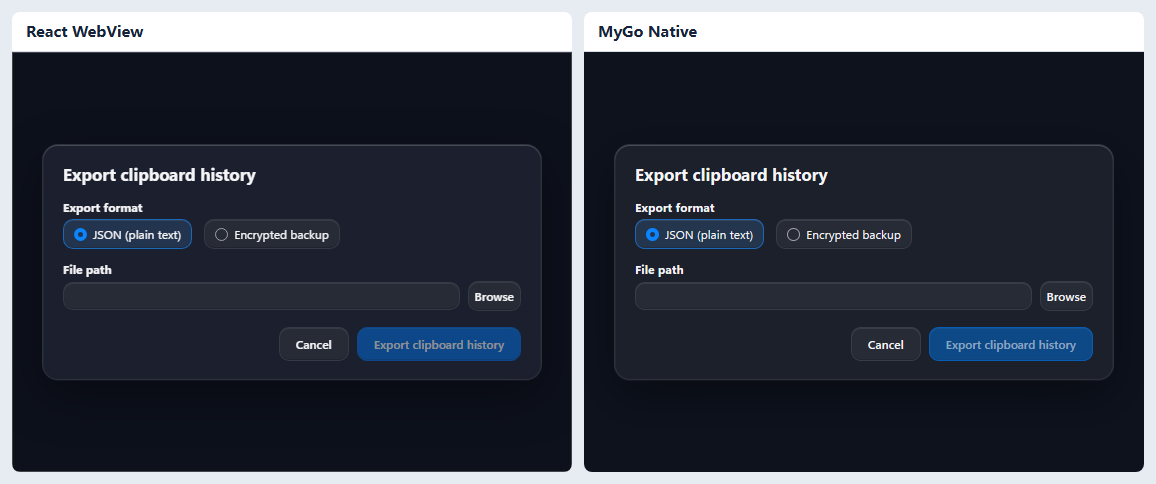 React WebView
Export clipboard history
Export format
JSON (plain text) Encrypted backup
File path
Browse
Cancel Export clipboard history
MyGo Native
Export clipboard history
Export format
JSON (plain text) Encrypted backup
File path
Browse
Cancel Export clipboard history